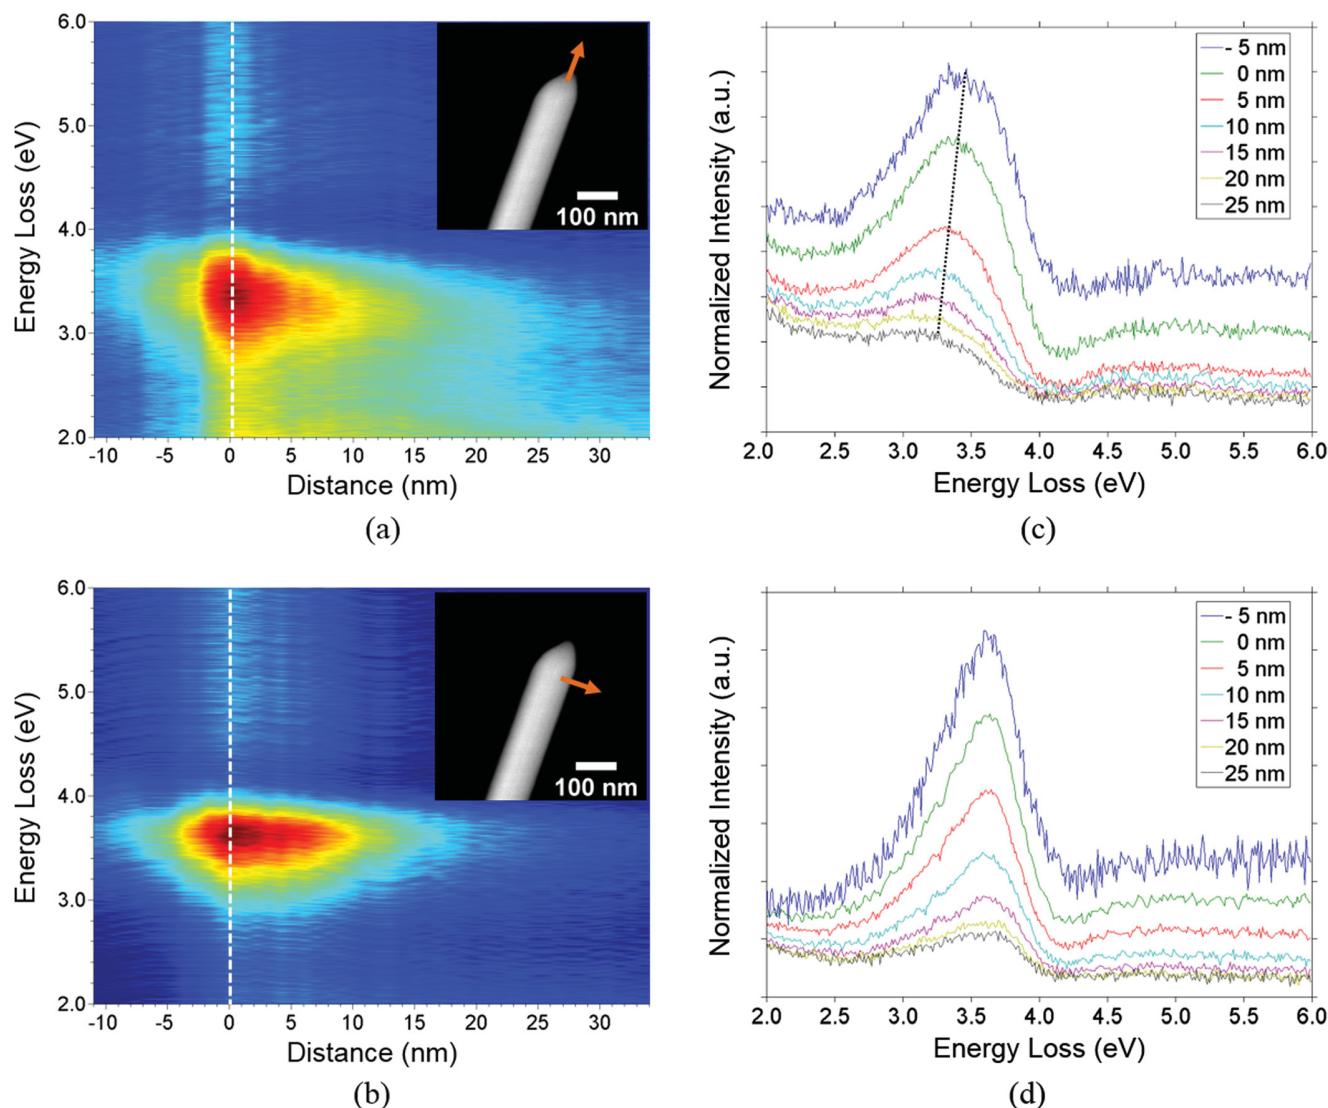 6.0
5.0
4.0
3.0
2.0
Energy Loss (eV)
100 nm
-10 -5 0 5 10 15 20 25 30
Distance (nm)
(a)
Normalized Intensity (a.u.)
- 5 nm
0 nm
5 nm
10 nm
15 nm
20 nm
25 nm
2.0 2.5 3.0 3.5 4.0 4.5 5.0 5.5 6.0
Energy Loss (eV)
(c)
6.0
5.0
4.0
3.0
2.0
Energy Loss (eV)
100 nm
-10 -5 0 5 10 15 20 25 30
Distance (nm)
(b)
Normalized Intensity (a.u.)
- 5 nm
0 nm
5 nm
10 nm
15 nm
20 nm
25 nm
2.0 2.5 3.0 3.5 4.0 4.5 5.0 5.5 6.0
Energy Loss (eV)
(d)